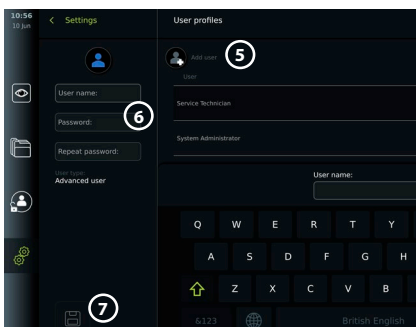 10:56
10 Jun
Settings
User profiles
Add user
5
User
User name:
Service Technician
6
Password:
System Administrator
Repeat password:
User type:
Advanced user
User name:
Q W E R T Y
A S D F G H
Z X C V B
7
&123
British English